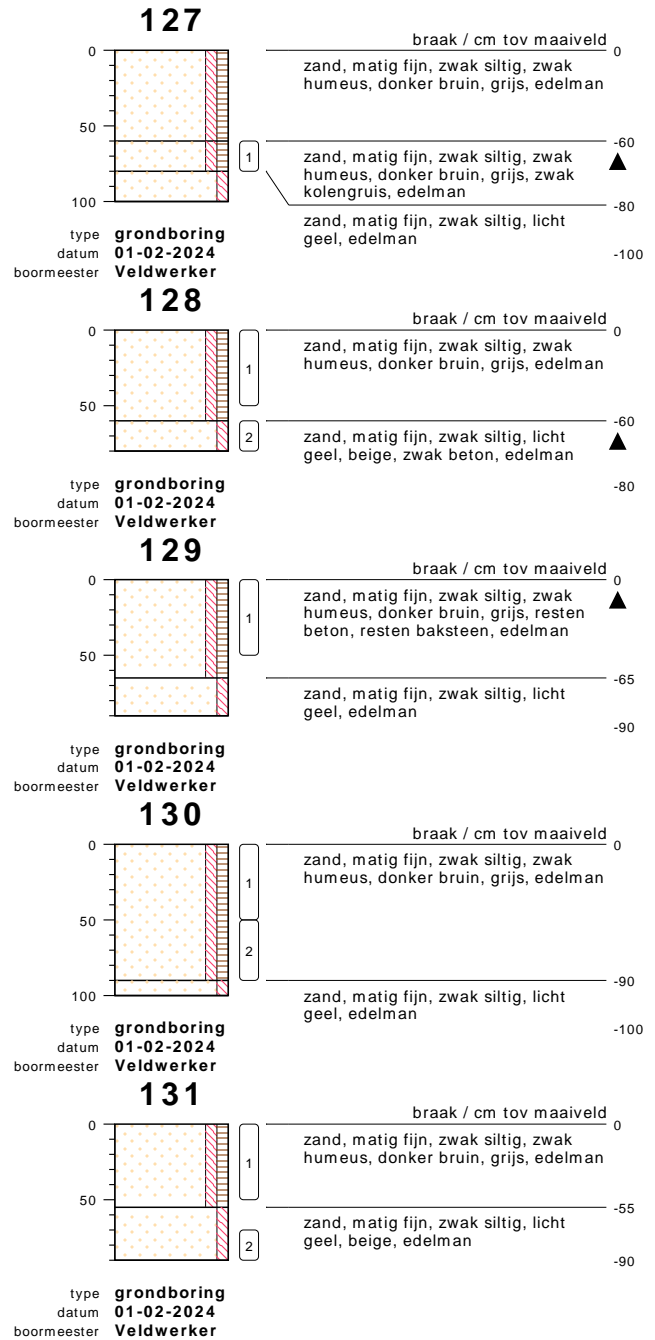 127
braak / cm tov maaiveld
0
0
zand, matig fijn, zwak siltig, zwak
humeus, donker bruin, grijs, edelman
50
-60
1
zand, matig fijn, zwak siltig, zwak
humeus, donker bruin, grijs, zwak
kolengruis, edelman
-80
100
zand, matig fijn, zwak siltig, licht
geel, edelman
-100
type grondboring
datum 01-02-2024
boormeester Veldwerker
128
braak / cm tov maaiveld
0
0
zand, matig fijn, zwak siltig, zwak
humeus, donker bruin, grijs, edelman
1
50
-60
2
zand, matig fijn, zwak siltig, licht
geel, beige, zwak beton, edelman
-80
type grondboring
datum 01-02-2024
boormeester Veldwerker
129
braak / cm tov maaiveld
0
0
zand, matig fijn, zwak siltig, zwak
humeus, donker bruin, grijs, resten
beton, resten baksteen, edelman
1
50
-65
zand, matig fijn, zwak siltig, licht
geel, edelman
-90
type grondboring
datum 01-02-2024
boormeester Veldwerker
130
braak / cm tov maaiveld
0
0
zand, matig fijn, zwak siltig, zwak
humeus, donker bruin, grijs, edelman
1
50
2
-90
100
zand, matig fijn, zwak siltig, licht
geel, edelman
-100
type grondboring
datum 01-02-2024
boormeester Veldwerker
131
braak / cm tov maaiveld
0
0
zand, matig fijn, zwak siltig, zwak
humeus, donker bruin, grijs, edelman
1
50
-55
zand, matig fijn, zwak siltig, licht
geel, beige, edelman
2
-90
type grondboring
datum 01-02-2024
boormeester Veldwerker